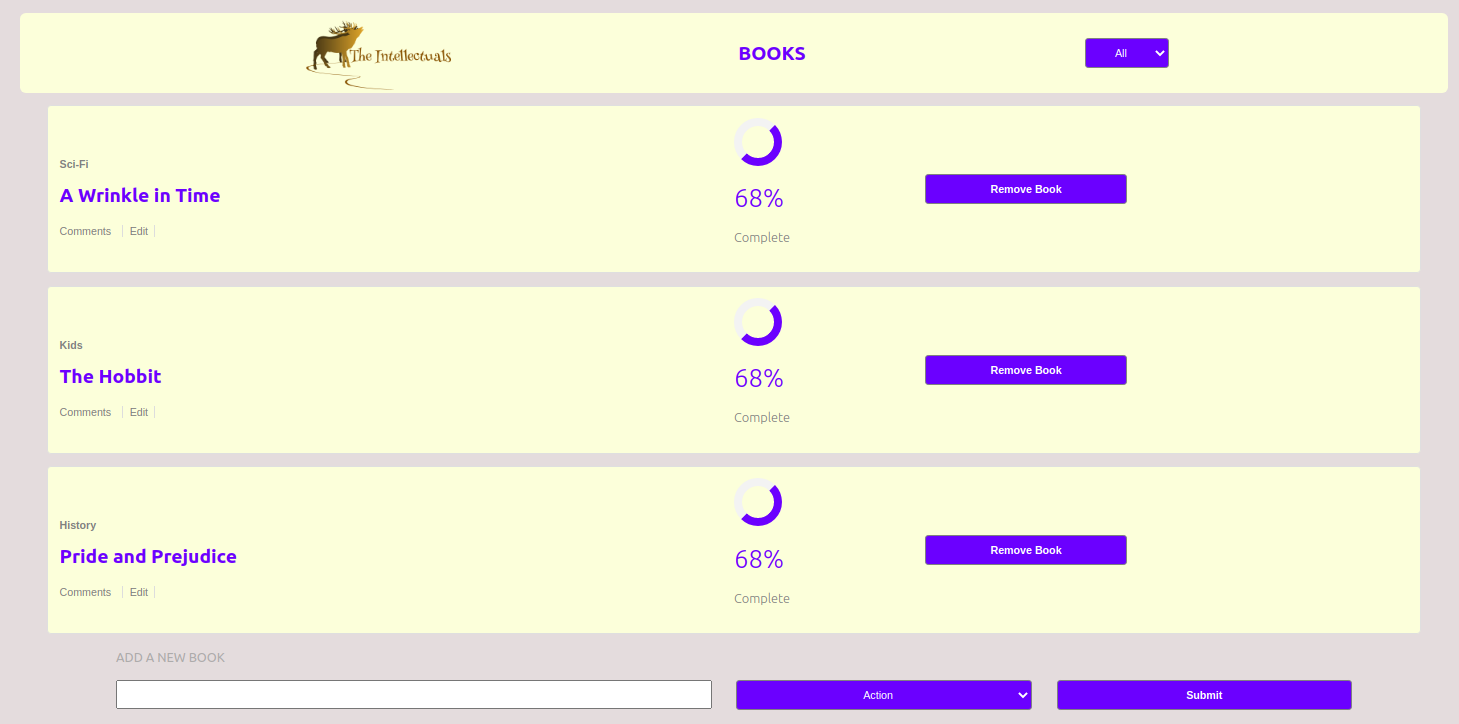 The Intellectuals
BOOKS
All
Sci-Fi
A Wrinkle in Time
Comments Edit
68%
Complete
Remove Book
Kids
The Hobbit
Comments Edit
68%
Complete
Remove Book
History
Pride and Prejudice
Comments Edit
68%
Complete
Remove Book
ADD A NEW BOOK
Action
Submit